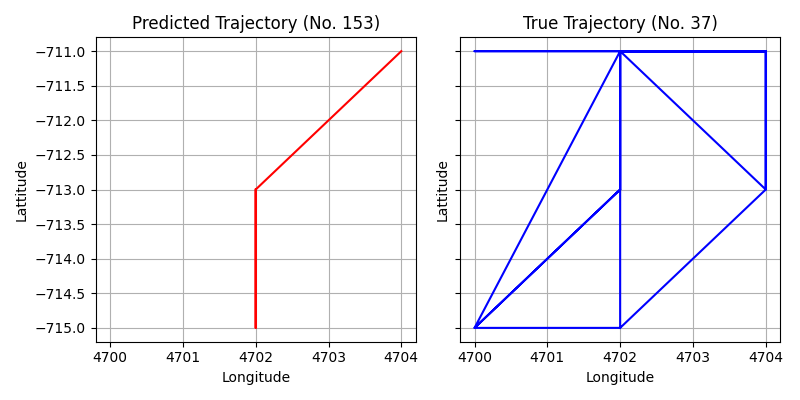 Predicted Trajectory (No. 153)
True Trajectory (No. 37)
Lattitude
−711.0
−711.5
−712.0
−712.5
−713.0
−713.5
−714.0
−714.5
−715.0
4700 4701 4702 4703 4704
Longitude
Lattitude
4700 4701 4702 4703 4704
Longitude